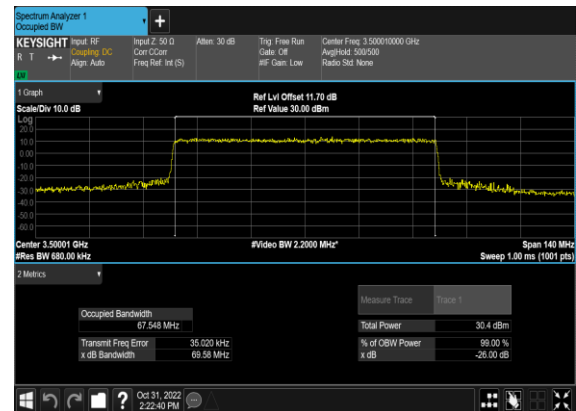 Spectrum Analyzer 1
Occupied BW
+
KEYSIGHT
R T
LV
Input: RF
Coupling: DC
Align: Auto
Input Z: 50 Ω
Corr CCorr
Freq Ref: Int (S)
Atten: 30 dB
Trig: Free Run
Gate: Off
#IF Gain: Low
Center Freq: 3.500010000 GHz
Avg|Hold: 500/500
Radio Std: None
1 Graph
Scale/Div 10.0 dB
Ref Lvl Offset 11.70 dB
Ref Value 30.00 dBm
Log
20.0
10.0
0.00
-10.0
-20.0
-30.0
-40.0
-50.0
-60.0
Center 3.50001 GHz
#Res BW 680.00 kHz
#Video BW 2.2000 MHz*
Span 140 MHz
Sweep 1.00 ms (1001 pts)
2 Metrics
Measure Trace
Trace 1
Occupied Bandwidth
67.548 MHz
Total Power
30.4 dBm
Transmit Freq Error
35.020 kHz
% of OBW Power
99.00 %
x dB Bandwidth
69.58 MHz
x dB
-26.00 dB
?
Oct 31, 2022
2:22:40 PM